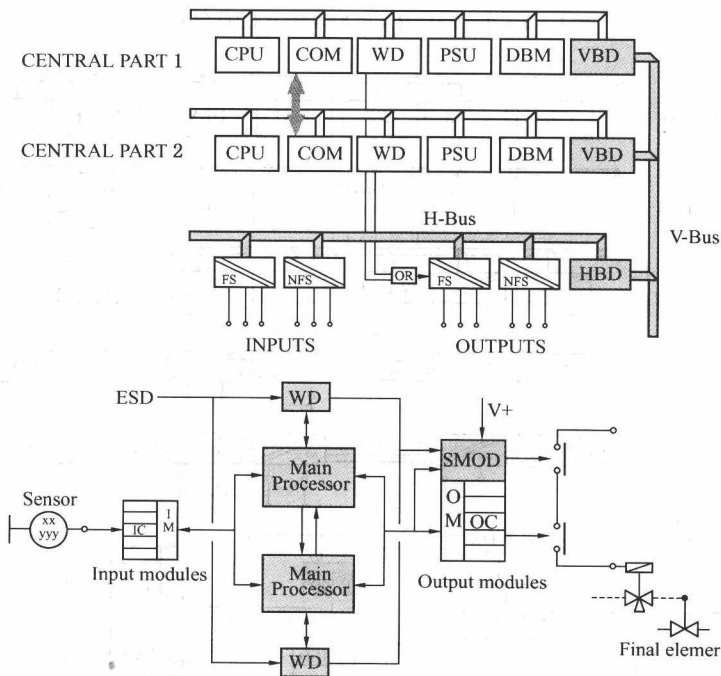 CENTRAL PART 1
CPU COM WD PSU DBM VBD
CENTRAL PART 2
CPU COM WD PSU DBM VBD
H-Bus
V-Bus
FS NFS OR FS NFS HBD
INPUTS OUTPUTS
ESD WD
V+
Main
Processor
SMOD
Sensor
xx
yyy
IC
I
M
O
M
OC
Input modules
Main
Processor
Output modules
WD
Final elemer